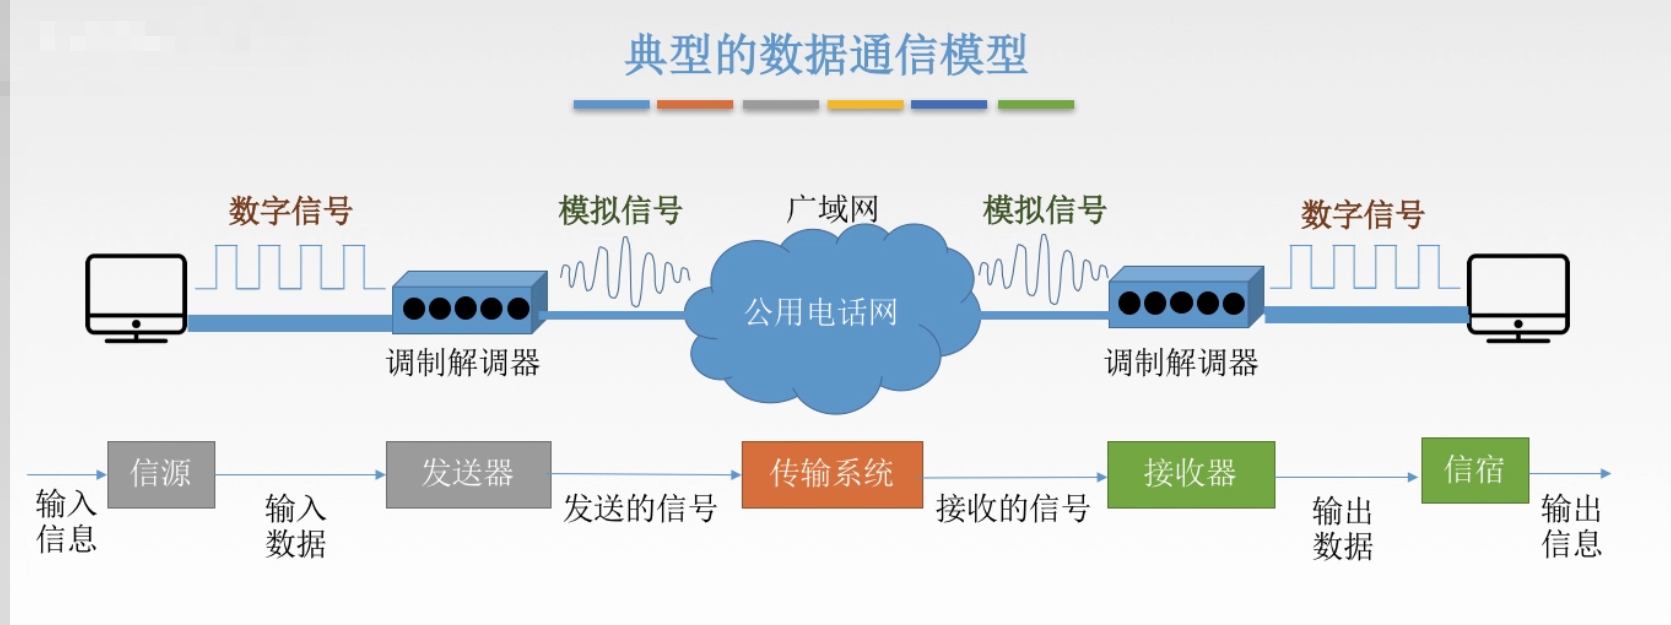 典型的数据通信模型
数字信号
模拟信号
广域网
模拟信号
数字信号
公用电话网
调制解调器
调制解调器
信源
发送器
传输系统
接收器
信宿
输入
信息
输入
数据
发送的信号
接收的信号
输出
数据
输出
信息